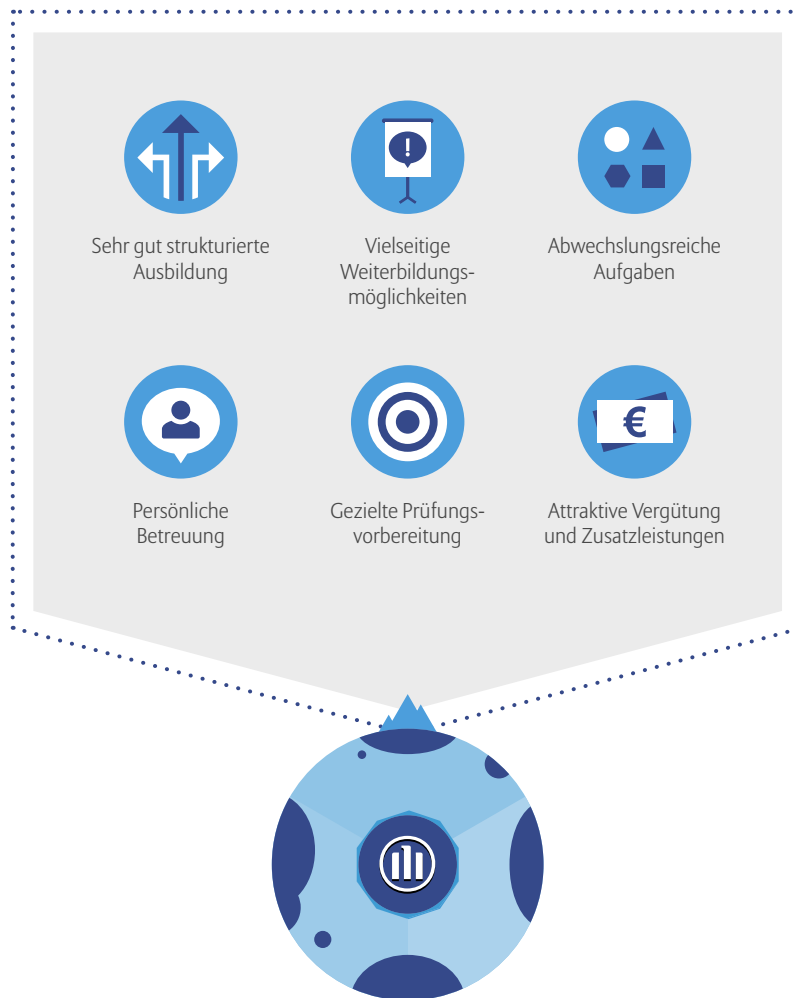 Sehr gut strukturierte
Ausbildung
Vielseitige
Weiterbildungs-
möglichkeiten
Abwechslungsreiche
Aufgaben
Persönliche
Betreuung
Gezielte Prüfungs-
vorbereitung
Attraktive Vergütung
und Zusatzleistungen